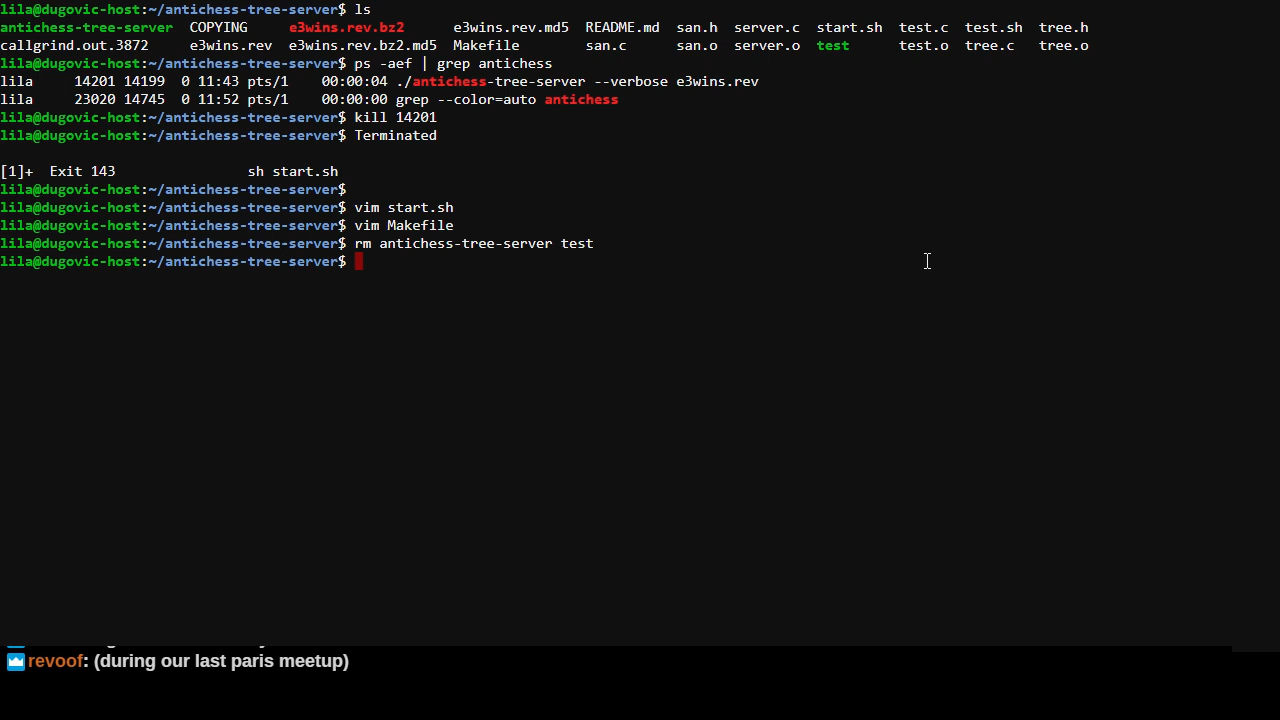 lila@dugovic-host:~/antichess-tree-server$ ls
antichess-tree-server  COPYING     e3wins.rev.bz2      e3wins.rev.md5  README.md  san.h  server.c  start.sh  test.c  test.sh  tree.h
callgrind.out.3872     e3wins.rev  e3wins.rev.bz2.md5  Makefile        san.c      san.o  server.o  test      test.o  tree.c   tree.o
lila@dugovic-host:~/antichess-tree-server$ ps -aef | grep antichess
lila     14201 14199  0 11:43 pts/1    00:00:04 ./antichess-tree-server --verbose e3wins.rev
lila     23020 14745  0 11:52 pts/1    00:00:00 grep --color=auto antichess
lila@dugovic-host:~/antichess-tree-server$ kill 14201
lila@dugovic-host:~/antichess-tree-server$ Terminated
[1]+  Exit 143                sh start.sh
lila@dugovic-host:~/antichess-tree-server$
lila@dugovic-host:~/antichess-tree-server$ vim start.sh
lila@dugovic-host:~/antichess-tree-server$ vim Makefile
lila@dugovic-host:~/antichess-tree-server$ rm antichess-tree-server test
lila@dugovic-host:~/antichess-tree-server$
revoof: (during our last paris meetup)